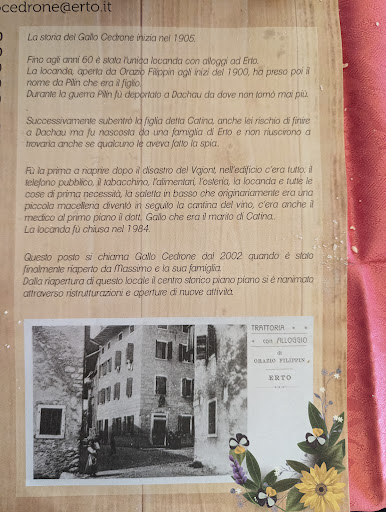 ocedrone@erto.it
La storia del Gallo Cedrone inizia nel 1905.
Fino agli anni 60 è stata l'unica locanda con alloggi ad Erto.
La locanda, aperta da Orazio Filippin agli inizi del 1900, ha preso poi il
nome da Pilin che era il figlio.
Durante la guerra Pilin fù deportato a Dachau da dove non tornò mai più.
Successivamente subentrò la figlia detta Catina, anche lei rischio di finire
a Dachau ma fu nascosta da una famiglia di Erto e non riuscirono a
trovarla anche se qualcuno le aveva fatto la spia.
Fù la prima a riaprire dopo il disastro del Vajont, nell'edificio c'era tutto: il
telefono pubblico, il tabacchino, l'alimentari, l'osteria, la locanda e tutte le
cose di prima necessità, la saletta in basso che originariamente era una
piccola macelleria diventò in seguito la cantina del vino, c'era anche il
medico al primo piano il dott. Gallo che era il marito di Catina.
La locanda fù chiusa nel 1984.
Questo posto si chiama Gallo Cedrone dal 2002 quando è stato
finalmente riaperto da Massimo e la sua famiglia.
Dalla riapertura di questo locale il centro storico piano piano si è rianimato
attraverso ristrutturazioni e aperture di nuove attività.
TRATTORIA
con ALLOGGIO
di
ORAZIO FILIPPIN
ERTO